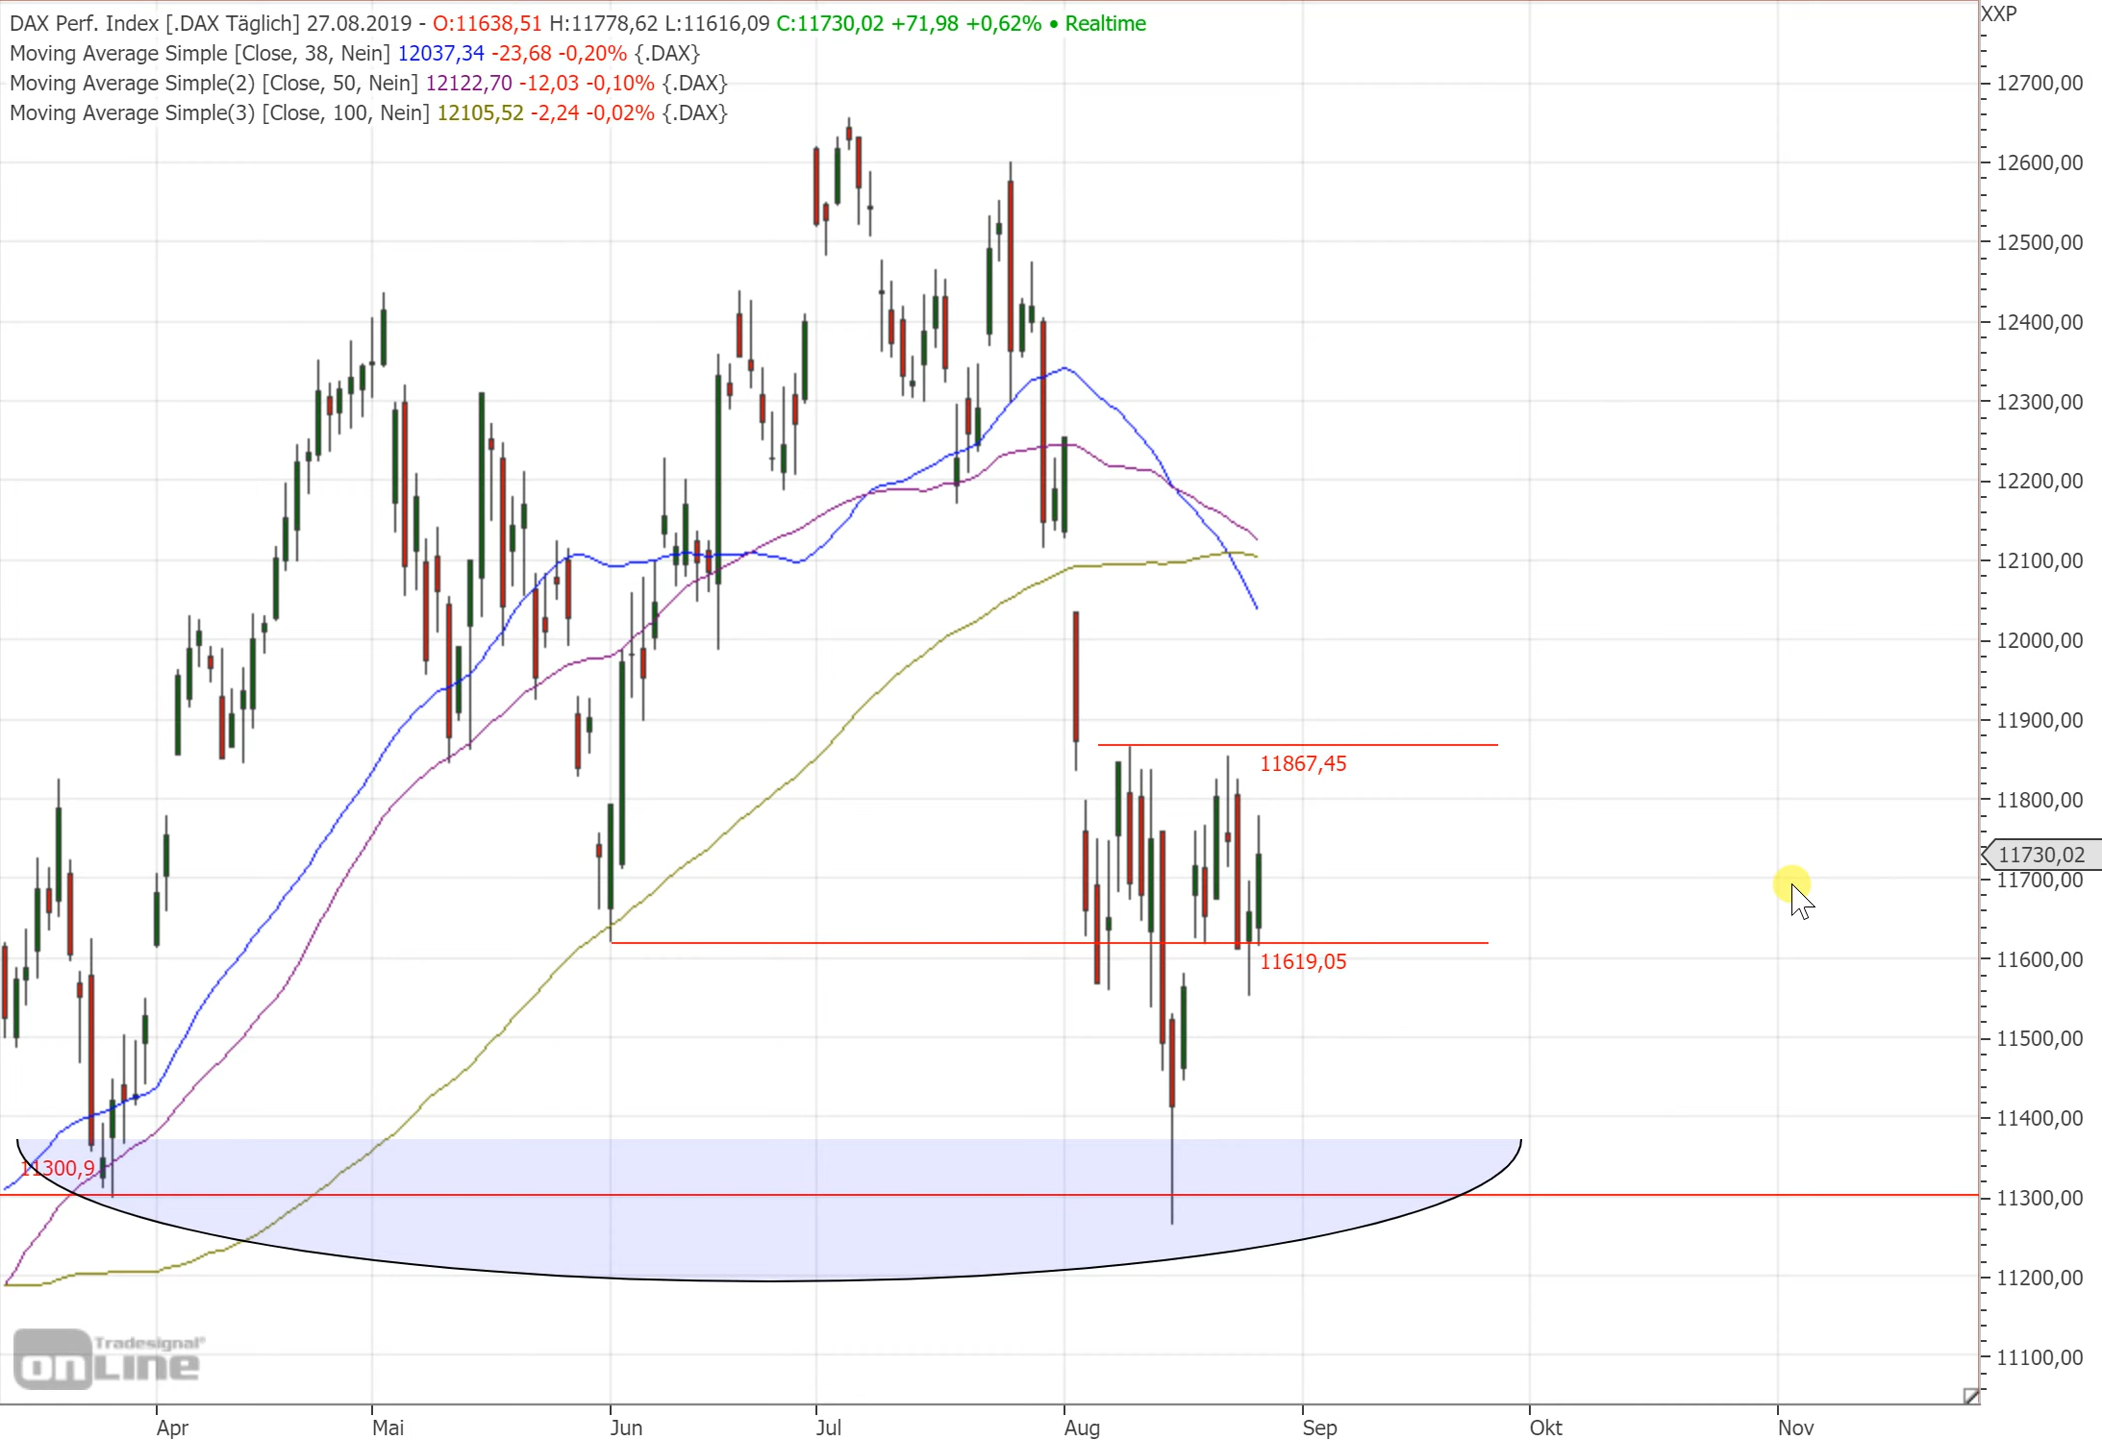 DAX Perf. Index [.DAX Täglich] 27.08.2019 - O:11638,51 H:11778,62 L:11616,09 C:11730,02 +71,98 +0,62% • Realtime
Moving Average Simple [Close, 38, Nein] 12037,34 -23,68 -0,20% {.DAX}
Moving Average Simple(2) [Close, 50, Nein] 12122,70 -12,03 -0,10% {.DAX}
Moving Average Simple(3) [Close, 100, Nein] 12105,52 -2,24 -0,02% {.DAX}
XXP
12700,00
12600,00
12500,00
12400,00
12300,00
12200,00
12100,00
12000,00
11900,00
11867,45
11800,00
11730,02
11700,00
11619,05
11600,00
11500,00
11400,00
11300,9
11300,00
11200,00
11100,00
Tradesignal®
onLine
Apr Mai Jun Jul Aug Sep Okt Nov